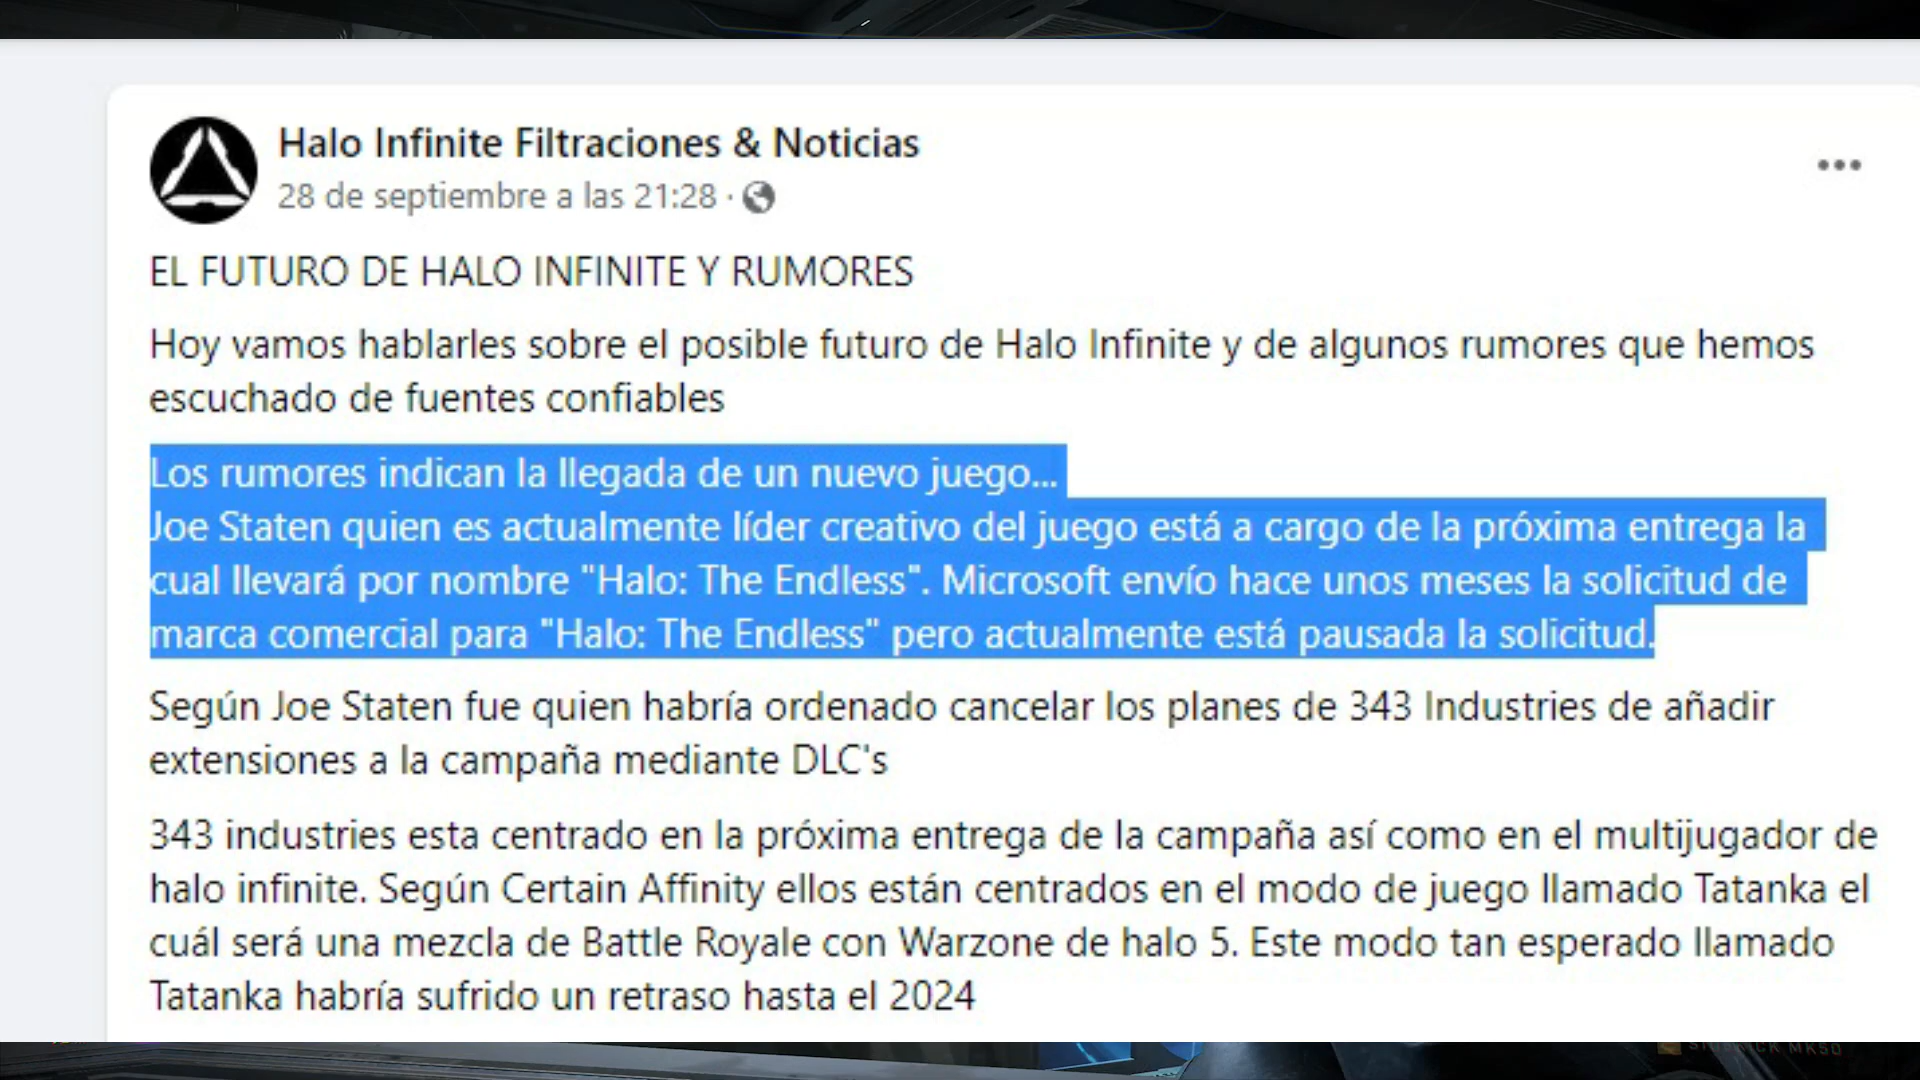 Halo Infinite Filtraciones & Noticias
28 de septiembre a las 21:28 ·
EL FUTURO DE HALO INFINITE Y RUMORES
Hoy vamos hablarles sobre el posible futuro de Halo Infinite y de algunos rumores que hemos
escuchado de fuentes confiables
Los rumores indican la llegada de un nuevo juego...
Joe Staten quien es actualmente líder creativo del juego está a cargo de la próxima entrega la
cual llevará por nombre "Halo: The Endless". Microsoft envío hace unos meses la solicitud de
marca comercial para "Halo: The Endless" pero actualmente está pausada la solicitud.
Según Joe Staten fue quien habría ordenado cancelar los planes de 343 Industries de añadir
extensiones a la campaña mediante DLC's
343 industries esta centrado en la próxima entrega de la campaña así como en el multijugador de
halo infinite. Según Certain Affinity ellos están centrados en el modo de juego llamado Tatanka el
cuál será una mezcla de Battle Royale con Warzone de halo 5. Este modo tan esperado llamado
Tatanka habría sufrido un retraso hasta el 2024
SIDEKICK MK50